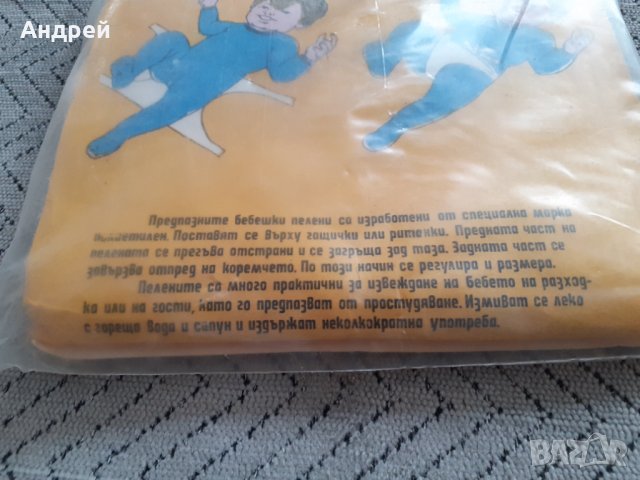 Андрей
Предпазните бебешки пелени са изработени от специална марка
полиетилен. Поставят се върху гащички или ританки. Предната част на
пелената се прегъва отстрани и се загръща зад таза. Задната част се
завързва отпред на коремчето. По този начин се регулира и размера.
Пелените са много практични за извеждане на бебето на разход-
ка или на гости, като го предпазват от простудяване. Измиват се леко
с гореща вода и сапун и издържат неколкократна употреба.
BAZAR